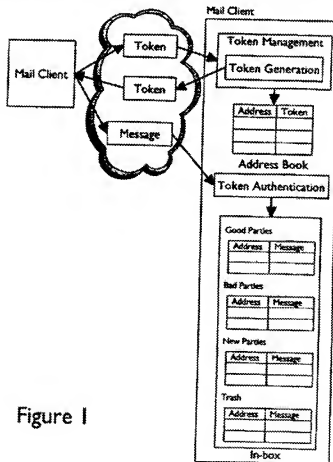 Mail Client
Mail Client
Token
Token
Message
Token Management
Token Generation
Address Token
Address Book
Token Authentication
Good Parties
Address Message
Bad Parties
Address Message
New Parties
Address Message
Trash
Address Message
In-box
Figure 1